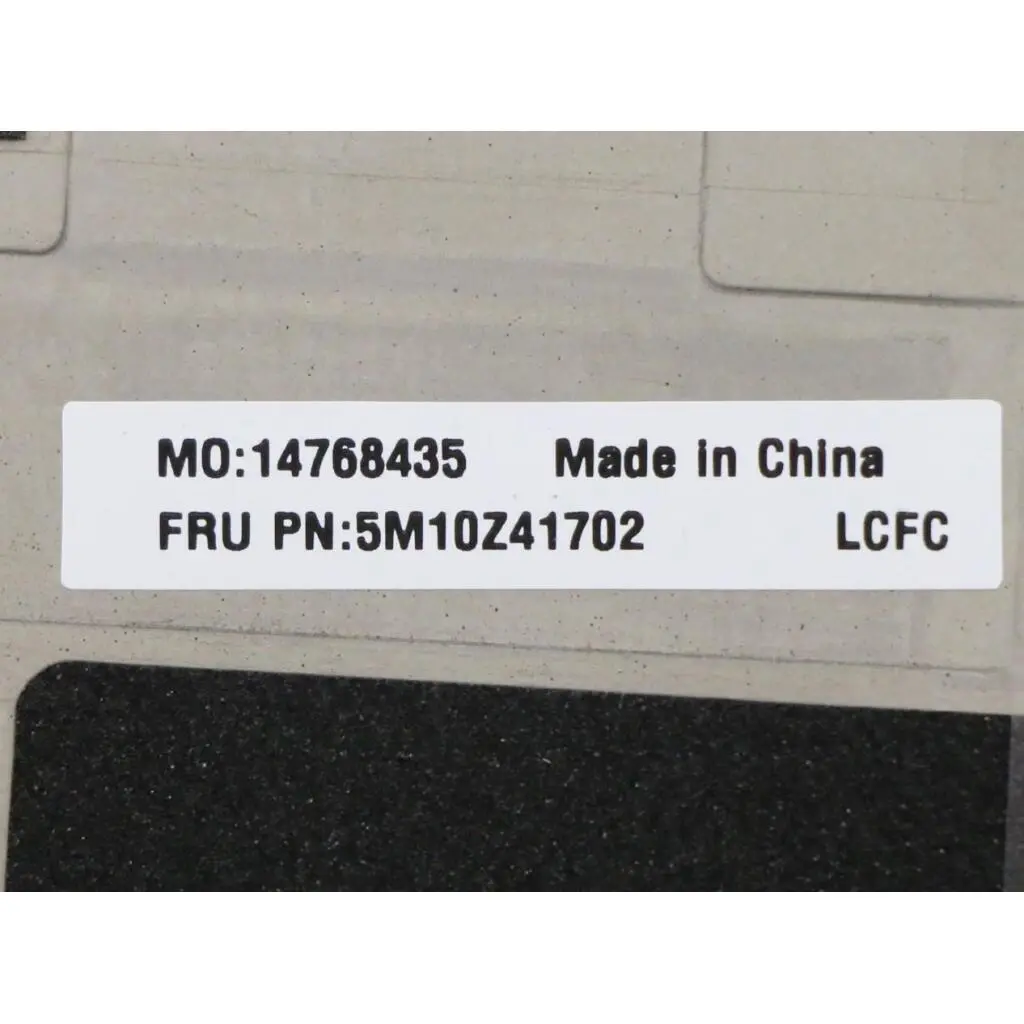 MO:14768435 Made in China
FRU PN:5M10Z41702 LCFC